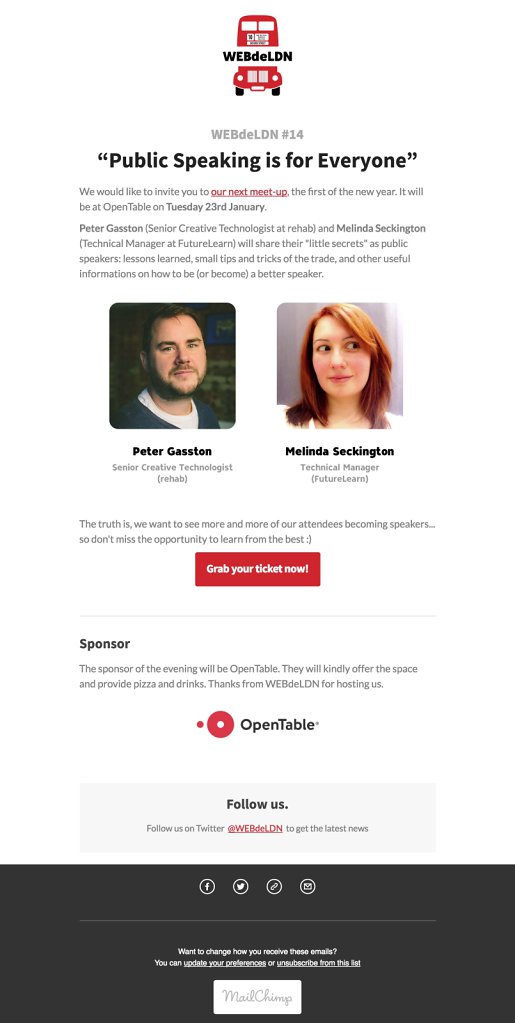 WEBdeLDN
WEBdeLDN #14
“Public Speaking is for Everyone”
We would like to invite you to our next meet-up, the first of the new year. It will
be at OpenTable on Tuesday 23rd January.
Peter Gasston (Senior Creative Technologist at rehab) and Melinda Seckington
(Technical Manager at FutureLearn) will share their "little secrets" as public
speakers: lessons learned, small tips and tricks of the trade, and other useful
informations on how to be (or become) a better speaker.
Peter Gasston
Senior Creative Technologist
(rehab)
Melinda Seckington
Technical Manager
(FutureLearn)
The truth is, we want to see more and more of our attendees becoming speakers...
so don't miss the opportunity to learn from the best :)
Grab your ticket now!
Sponsor
The sponsor of the evening will be OpenTable. They will kindly offer the space
and provide pizza and drinks. Thanks from WEBdeLDN for hosting us.
OpenTable®
Follow us.
Follow us on Twitter @WEBdeLDN to get the latest news
Want to change how you receive these emails?
You can update your preferences or unsubscribe from this list
MailChimp